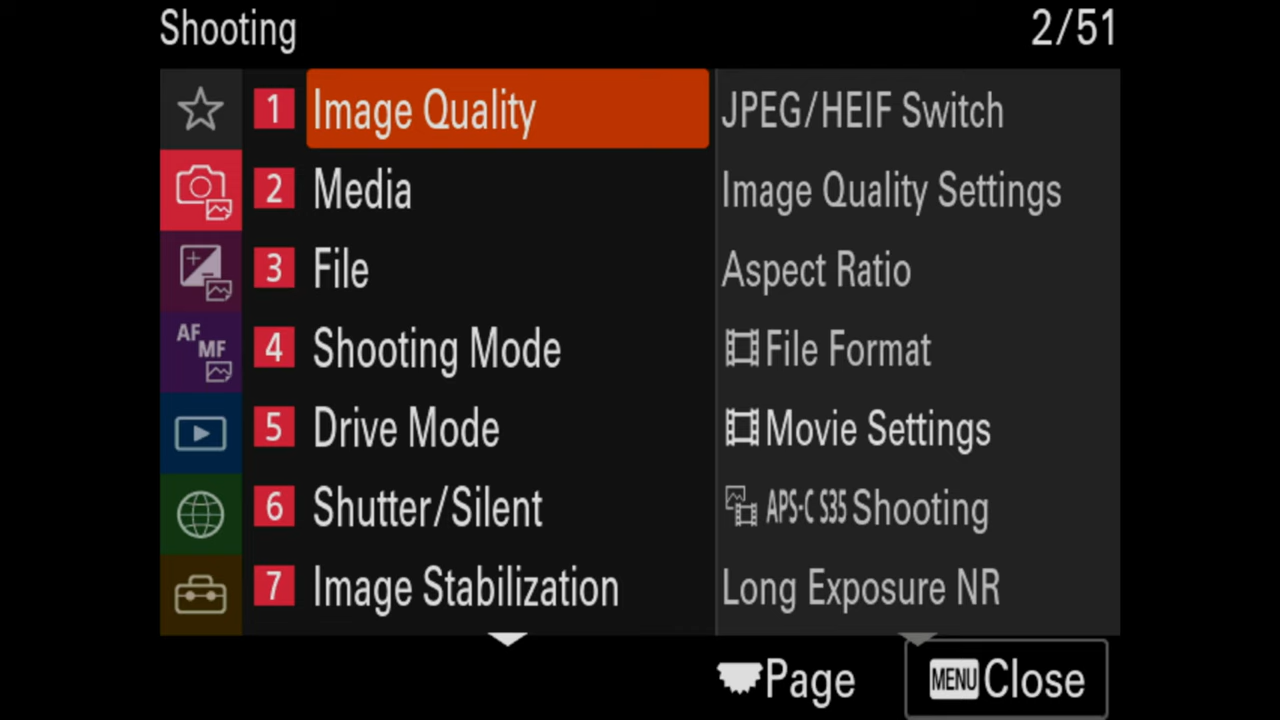 Shooting 2/51
1 Image Quality
2 Media
3 File
4 Shooting Mode
5 Drive Mode
6 Shutter/Silent
7 Image Stabilization
AF
MF
JPEG/HEIF Switch
Image Quality Settings
Aspect Ratio
File Format
Movie Settings
APS-C S35 Shooting
Long Exposure NR
Page
MENU Close